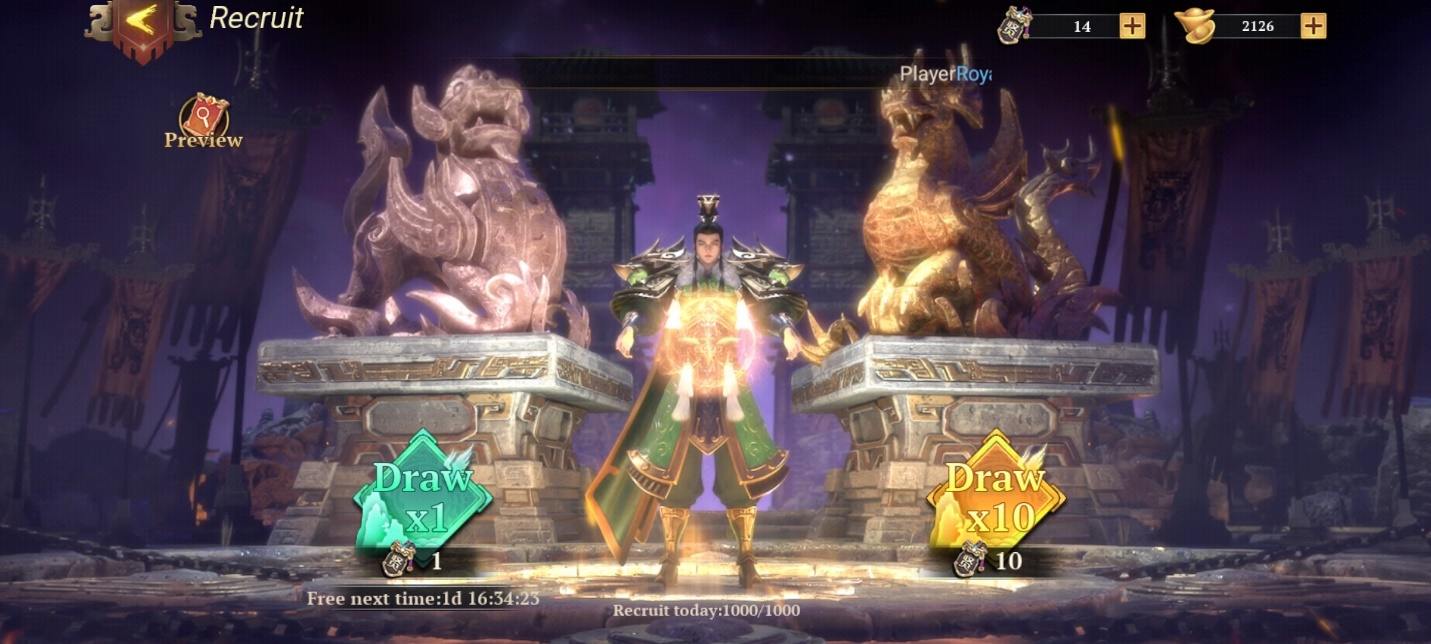 Recruit
14
2126
PlayerRoya
Preview
Draw
x1
1
Draw
x10
10
Free next time:1d 16:34:23
Recruit today:1000/1000